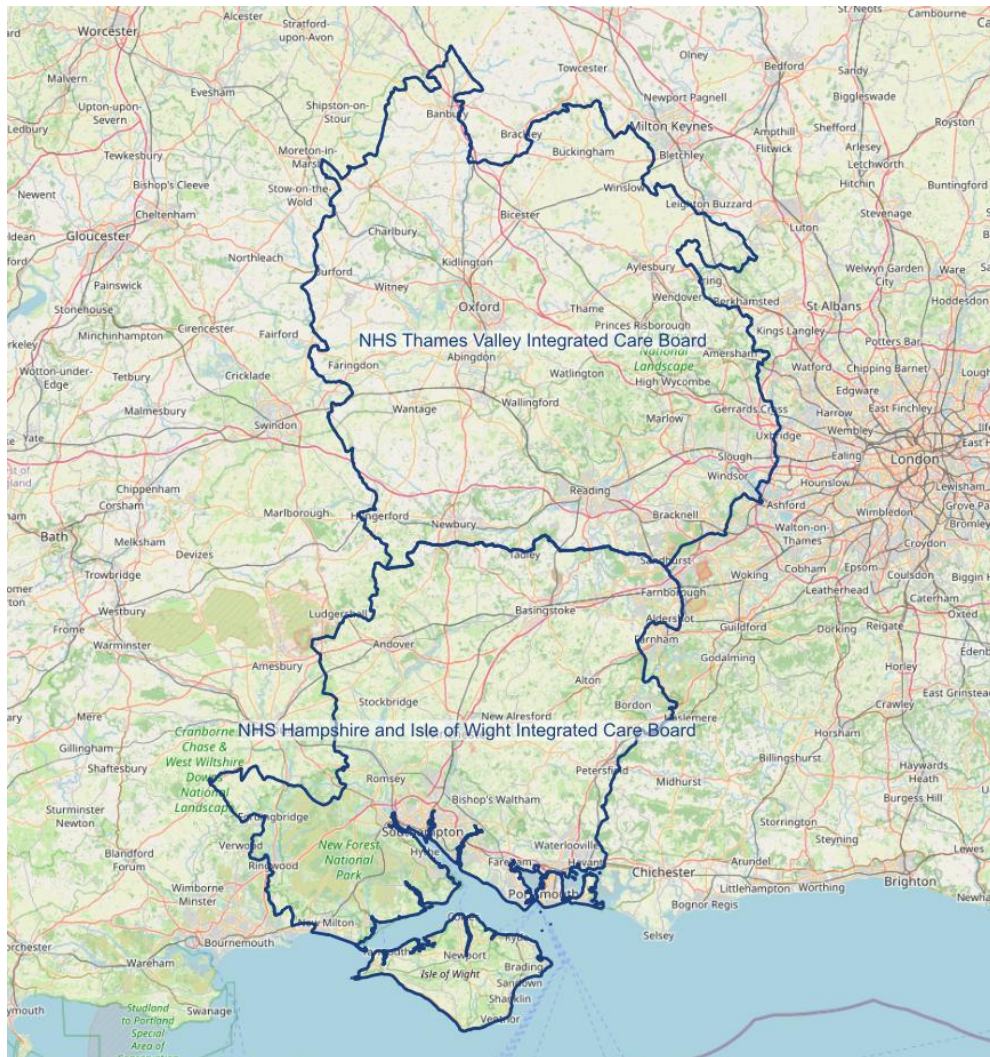 Worcester
Alcester
Stratford-
upon-Avon
St. Neots
Cambourne
Malvern
Evesham
Towcester
Olney
Bedford
Sandy
Biggleswade
Upton-upon-
Severn
Shipston-on-
Stour
Banbury
Newport Pagnell
Ledbury
Brackley
Milton Keynes
Ampthill
Shefford
Royston
Tewkesbury
Moreton-in-
Buckingham
Bletchley
Flitwick
Arlesey
Letchworth
Newent
Bishop's Cleeve
Stow-on-the-
Wold
Winslow
Hitchin
Buntingford
Cheltenham
Bicester
Leighton Buzzard
Stevenage
Gloucester
Charlbury
Luton
Northleach
Kidlington
Aylesbury
Welwyn Garden
City
Ware
Painswick
Burford
Witney
Wendover
Berkhamsted
Hoddesdon
Stonehouse
Oxford
Thame
St Albans
Minchinhampton
Cirencester
Fairford
Princes Risborough
Kings Langley
Potters Bar
NHS Thames Valley Integrated Care Board
National
Landscape
Amersham
Wotton-under-
Edge
Tetbury
Cricklade
Faringdon
Abingdon
Watlington
High Wycombe
Watford
Chipping Barnet
Edgware
Malmesbury
Wantage
Wallingford
Marlow
Gerrards Cross
Harrow
East Finchley
Yate
Swindon
Uxbridge
Wembley
Slough
Ealing
London
Windsor
Hounslow
Lewisham
Chippenham
Reading
Ashford
Wimbledon
Corsham
Marlborough
Hungerford
Newbury
Bracknell
Walton-on-
Thames
Bromley
Bath
Melksham
Devizes
Tadley
Sandhurst
Croydon
Trowbridge
Woking
Cobham
Epsom
Coulsdon
Biggin
Westbury
Ludgershall
Basingstoke
Farnborough
Leatherhead
Caterham
Oxted
Frome
Aldershot
Guildford
Dorking
Reigate
Warminster
Andover
Farnham
Godalming
Horley
Amesbury
Alton
Stockbridge
Bordon
East Grinstead
Mere
New Alresford
Crawley
NHS Hampshire and Isle of Wight Integrated Care Board
Cranborne
Chase &
West Wiltshire
Downs
National
Landscape
Horsham
Gillingham
Shaftesbury
Billingshurst
Haywards
Heath
Romsey
Petersfield
Midhurst
Sturminster
Newton
Bishop's Waltham
Burgess Hill
Fordingbridge
Southampton
Storrington
Steyning
Verwood
New Forest
National
Park
Hythe
Waterlooville
Lewes
Blandford
Forum
Ringwood
Fareham
Havant
Chichester
Arundel
Wimborne
Minster
Portsmouth
Littlehampton
Worthing
Brighton
Bognor Regis
New Milton
Selsey
Bournemouth
Ryde
Newport
Wareham
Isle of Wight
Brading
Sandown
Shanklin
Swanage
Ventnor
Studland
to Portland
Special
Area of